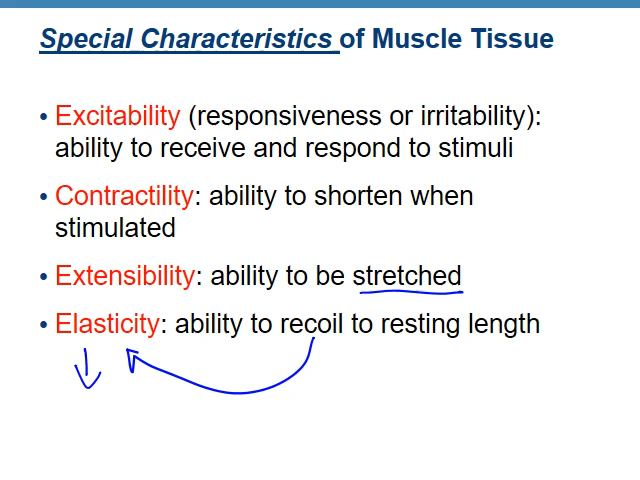 Special Characteristics of Muscle Tissue
• Excitability (responsiveness or irritability):
ability to receive and respond to stimuli
• Contractility: ability to shorten when
stimulated
• Extensibility: ability to be stretched
• Elasticity: ability to recoil to resting length